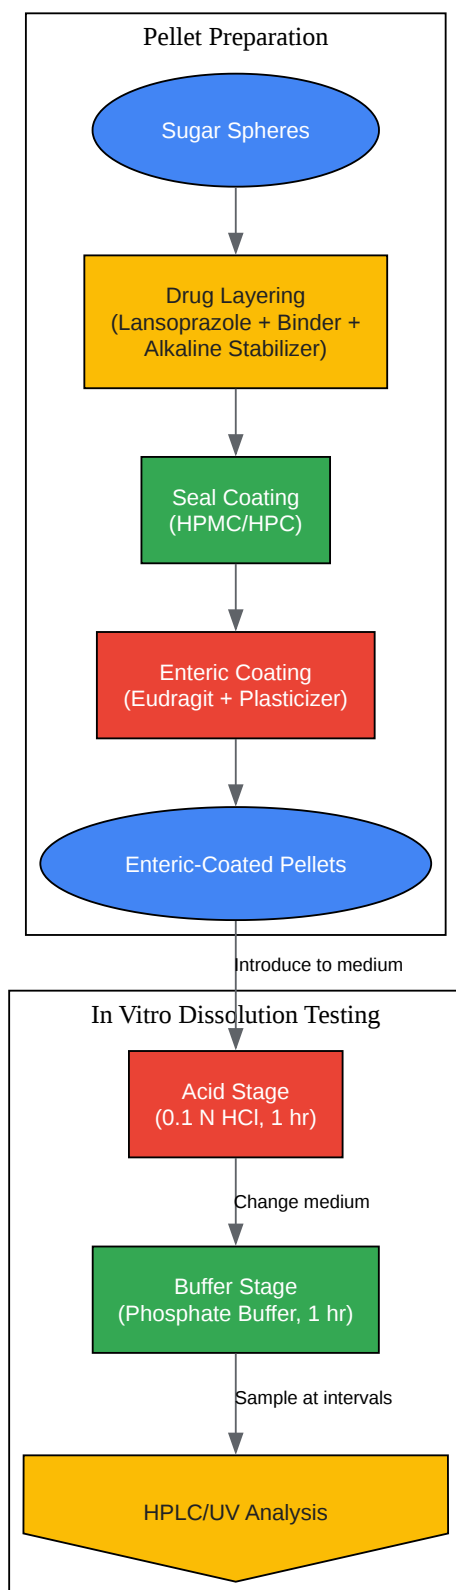 Pellet Preparation
Sugar Spheres
Drug Layering
(Lansoprazole + Binder +
Alkaline Stabilizer)
Seal Coating
(HPMC/HPC)
Enteric Coating
(Eudragit + Plasticizer)
Enteric-Coated Pellets
Introduce to medium
In Vitro Dissolution Testing
Acid Stage
(0.1 N HCl, 1 hr)
Change medium
Buffer Stage
(Phosphate Buffer, 1 hr)
Sample at intervals
HPLC/UV Analysis